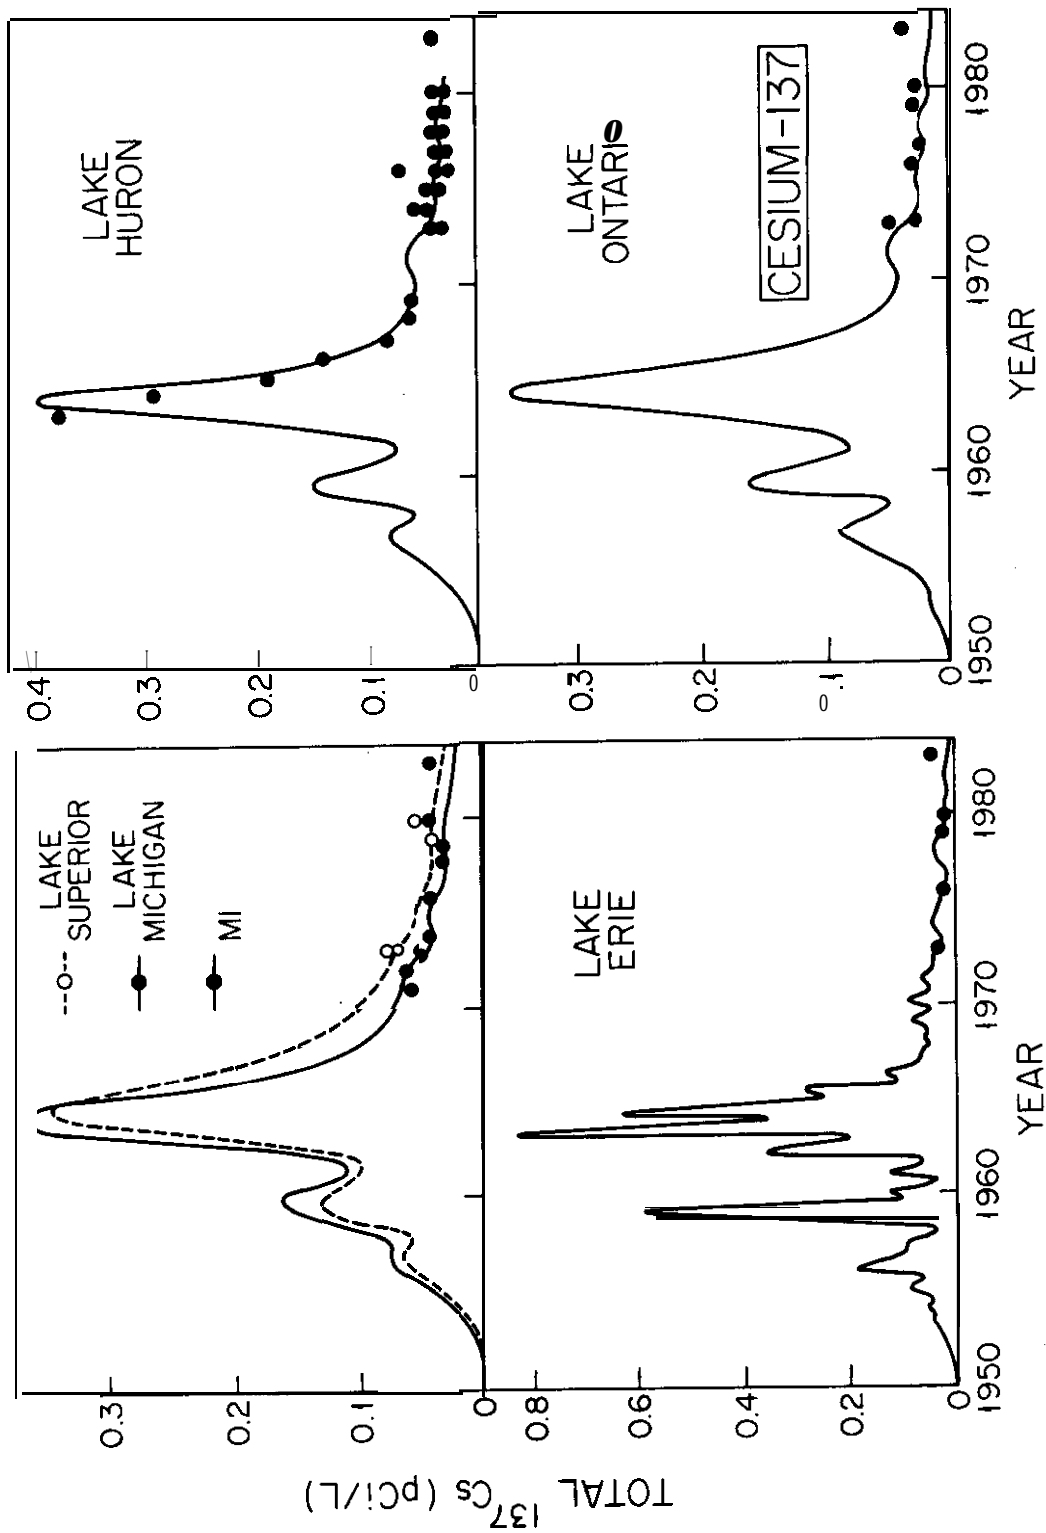 TOTAL ¹³⁷Cs (pCi/L)
0.3
0.2
0.1
0
LAKE
SUPERIOR
LAKE
MICHIGAN
MI
0.4
0.3
0.2
0.1
0
LAKE
HURON
0.8
0.6
0.4
0.2
0
LAKE
ERIE
1950
1960
1970
1980
YEAR
0.3
0.2
0.1
0
LAKE
ONTARIO
CESIUM-137
1950
1960
1970
1980
YEAR